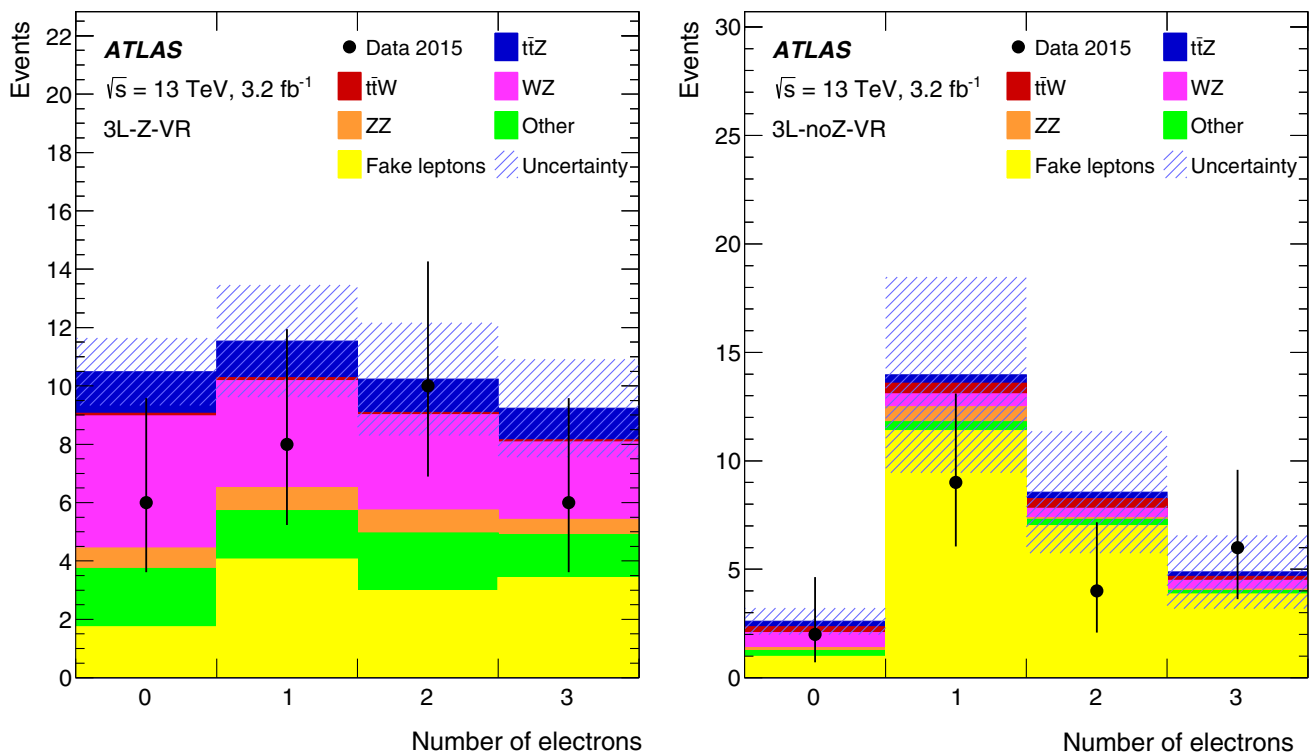 Events
22
20
18
16
14
12
10
8
6
4
2
0
ATLAS
√s = 13 TeV, 3.2 fb⁻¹
3L-Z-VR
Data 2015
tt̄Z
tt̄W
WZ
ZZ
Other
Fake leptons
Uncertainty
0 1 2 3
Number of electrons
Events
30
25
20
15
10
5
0
ATLAS
√s = 13 TeV, 3.2 fb⁻¹
3L-noZ-VR
Data 2015
tt̄Z
tt̄W
WZ
ZZ
Other
Fake leptons
Uncertainty
0 1 2 3
Number of electrons